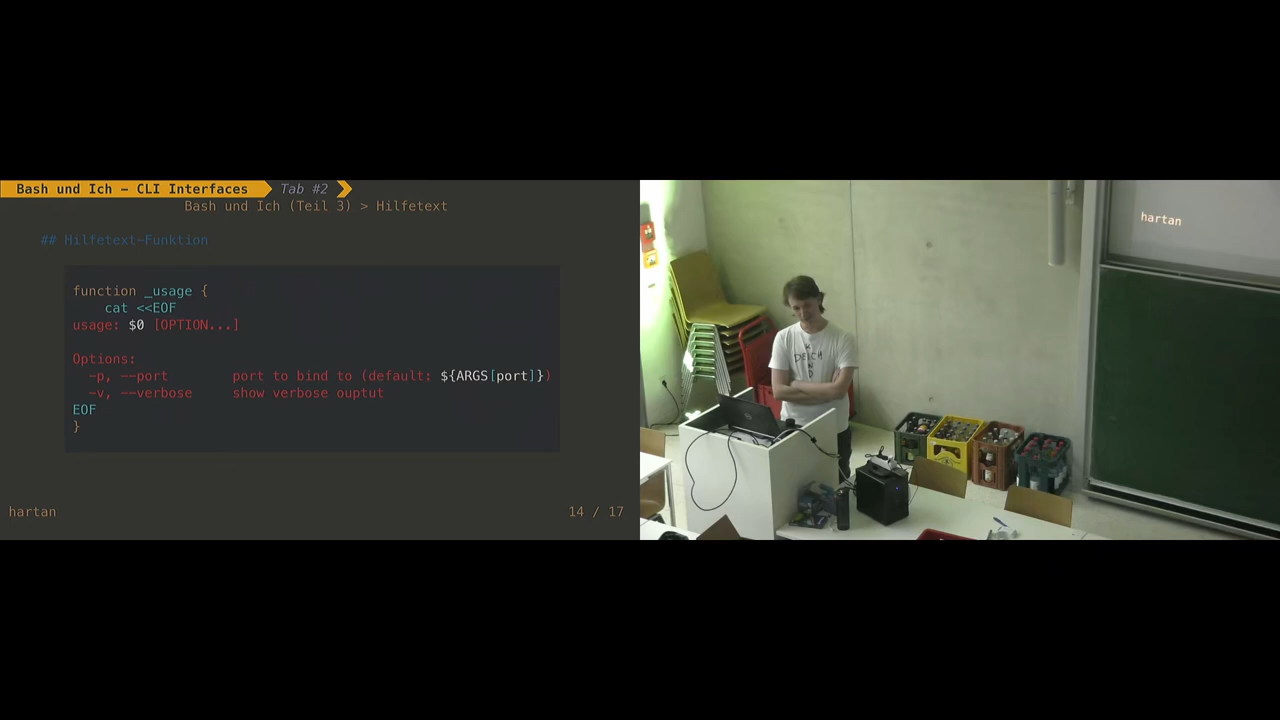 Bash und Ich - CLI Interfaces Tab #2
Bash und Ich (Teil 3) > Hilfetext
## Hilfetext-Funktion
function _usage {
    cat <<EOF
usage: $0 [OPTION...]
Options:
  -p, --port        port to bind to (default: ${ARGS[port]})
  -v, --verbose     show verbose ouptut
EOF
}
hartan
14 / 17
hartan
DEICH